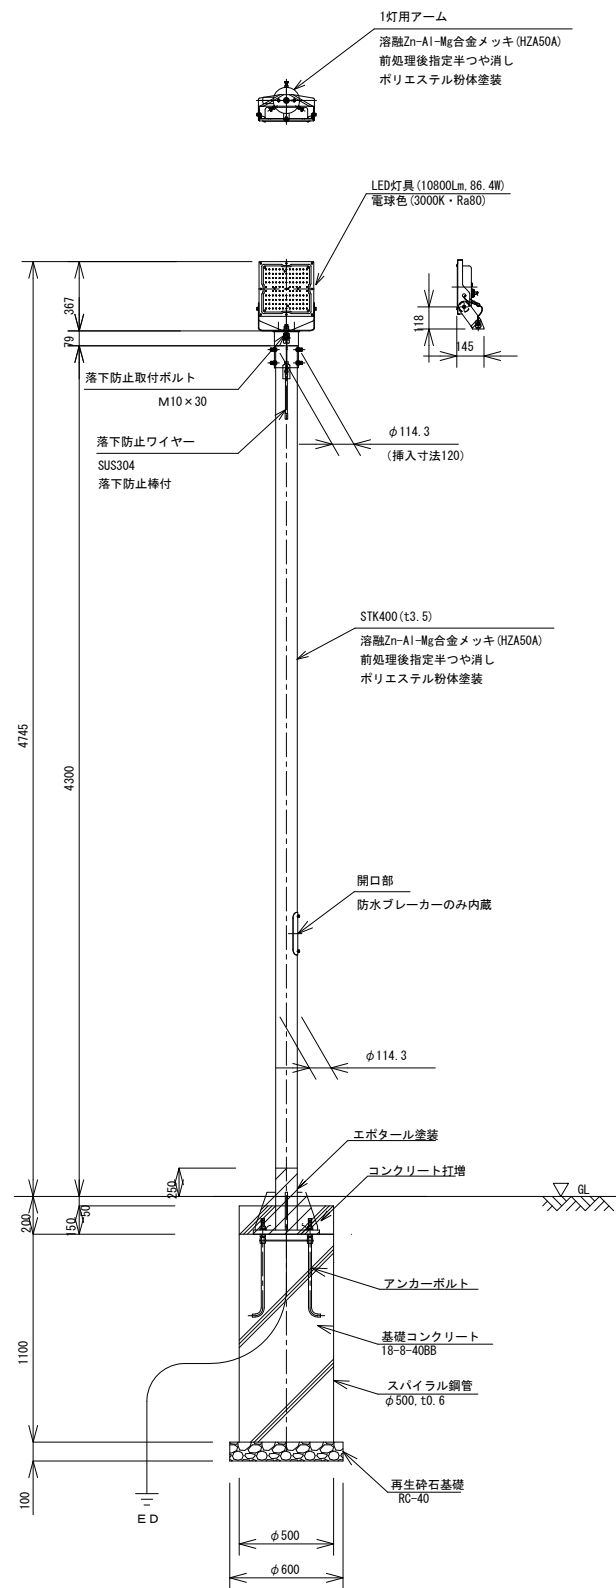 1灯用アーム
溶融Zn-Al-Mg合金メッキ(HZA50A)
前処理後指定半つや消し
ポリエステル粉体塗装
LED灯具(10800Lm,86.4W)
電球色(3000K・Ra80)
367
79
118
145
落下防止取付ボルト
M10×30
落下防止ワイヤー
SUS304
落下防止棒付
φ114.3
(挿入寸法120)
STK400(t3.5)
溶融Zn-Al-Mg合金メッキ(HZA50A)
前処理後指定半つや消し
ポリエステル粉体塗装
4745
4300
開口部
防水ブレーカーのみ内蔵
φ114.3
エポタール塗装
コンクリート打増
250
GL
200
150
50
アンカーボルト
基礎コンクリート
18-8-40BB
スパイラル鋼管
φ500,t0.6
1100
再生砕石基礎
RC-40
100
ED
φ500
φ600